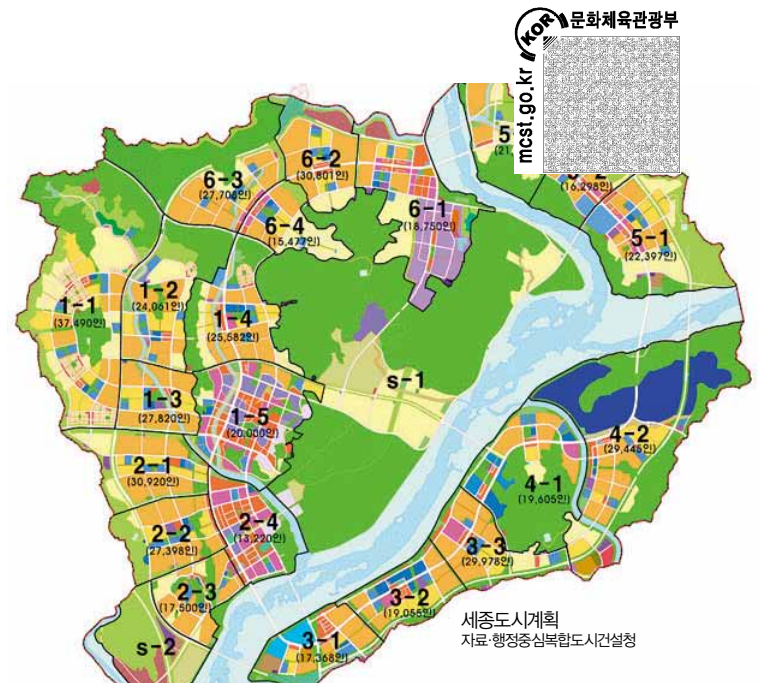 KOR
문화체육관광부
mcst.go.kr
5
(21,
(16,298인)
6-2
(30,801인)
6-3
(27,706인)
6-1
(18,750인)
6-4
(15,477인)
5-1
(22,397인)
1-2
(24,061인)
1-1
(37,490인)
1-4
(25,582인)
s-1
1-3
(27,820인)
1-5
(20,000인)
4-2
(29,445인)
2-1
(30,920인)
4-1
(19,605인)
2-4
(13,220인)
2-2
(27,398인)
3-3
(29,978인)
2-3
(17,500인)
3-2
(19,055인)
s-2
3-1
(17,368인)
세종도시계획
자료·행정중심복합도시건설청